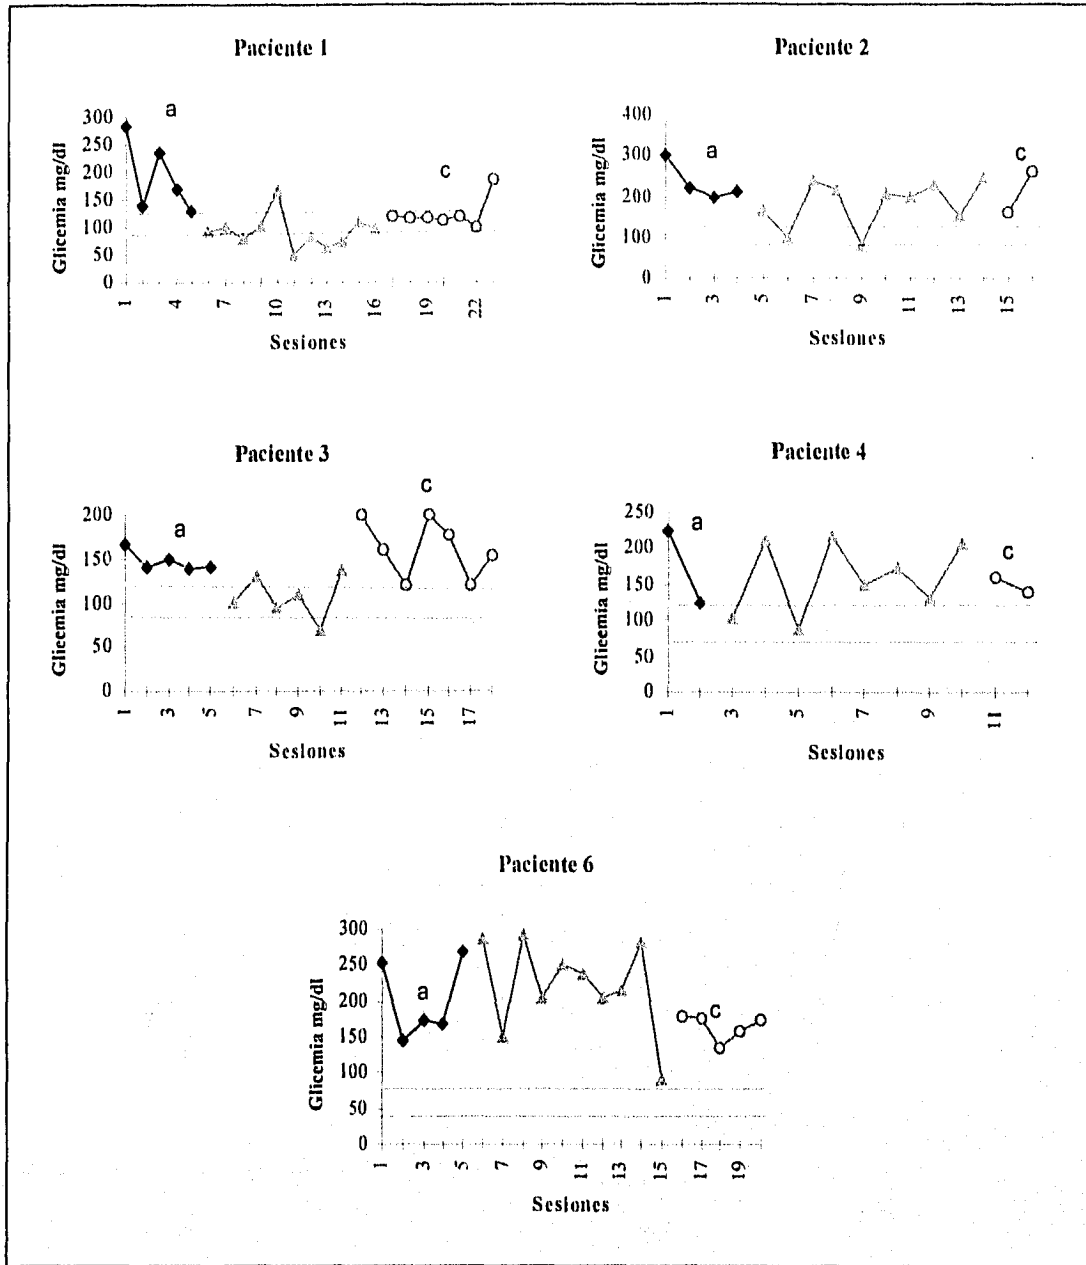 Paciente 1
a
c
Glicemia mg/dl
300
250
200
150
100
50
0
1
4
7
10
13
16
19
22
Sesiones
Paciente 2
a
c
Glicemia mg/dl
400
300
200
100
0
1
3
5
7
9
11
13
15
Sesiones
Paciente 3
a
c
Glicemia mg/dl
200
150
100
50
0
1
3
5
7
9
11
13
15
17
Sesiones
Paciente 4
a
c
Glicemia mg/dl
250
200
150
100
50
0
1
3
5
7
9
11
Sesiones
Paciente 6
a
c
Glicemia mg/dl
300
250
200
150
100
50
0
1
3
5
7
9
11
13
15
17
19
Sesiones